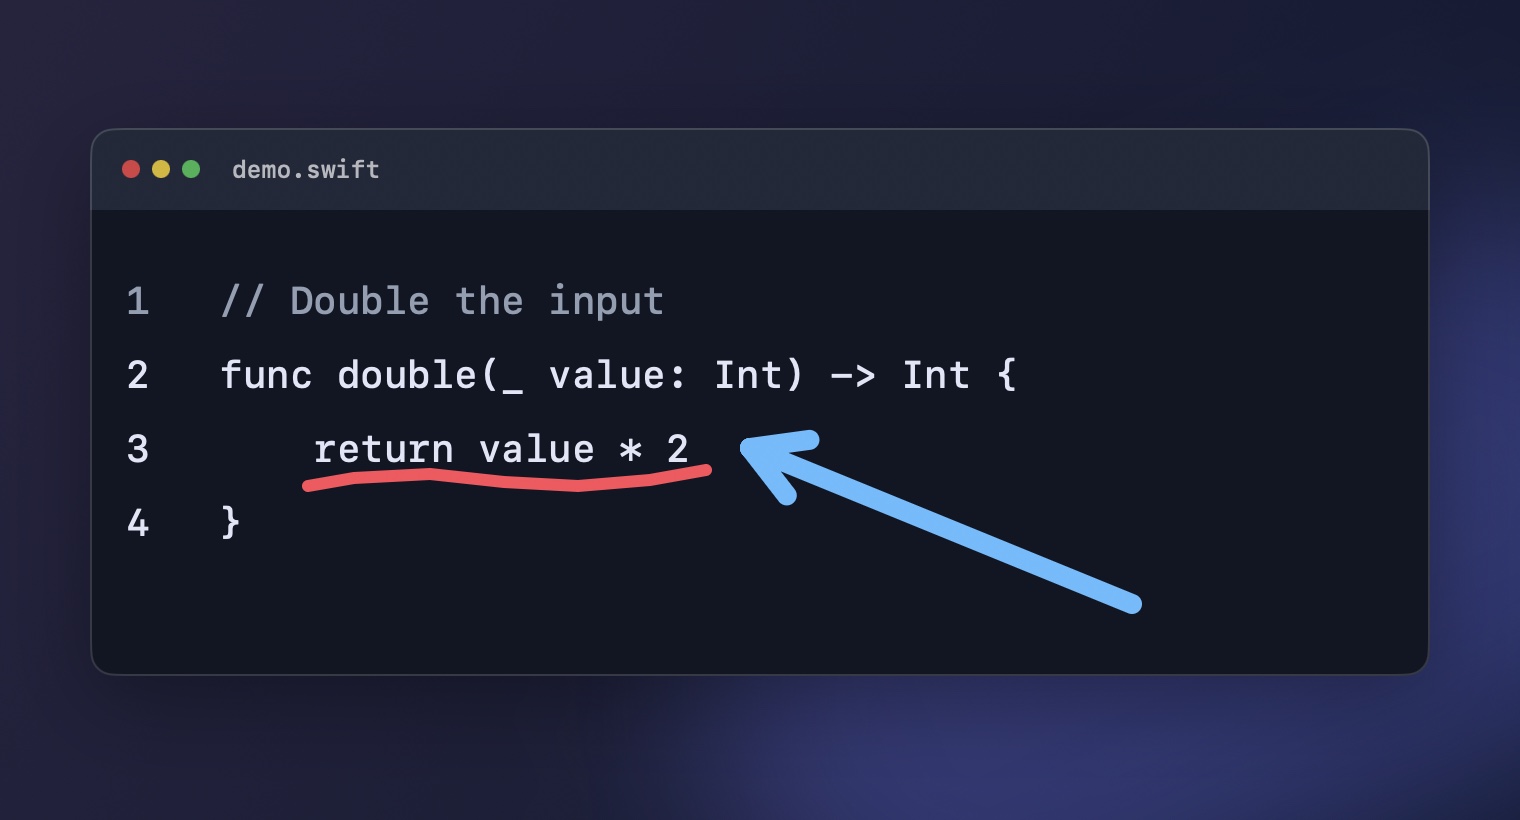 demo.swift
1 // Double the input
2 func double(_ value: Int) -> Int {
3     return value * 2
4 }